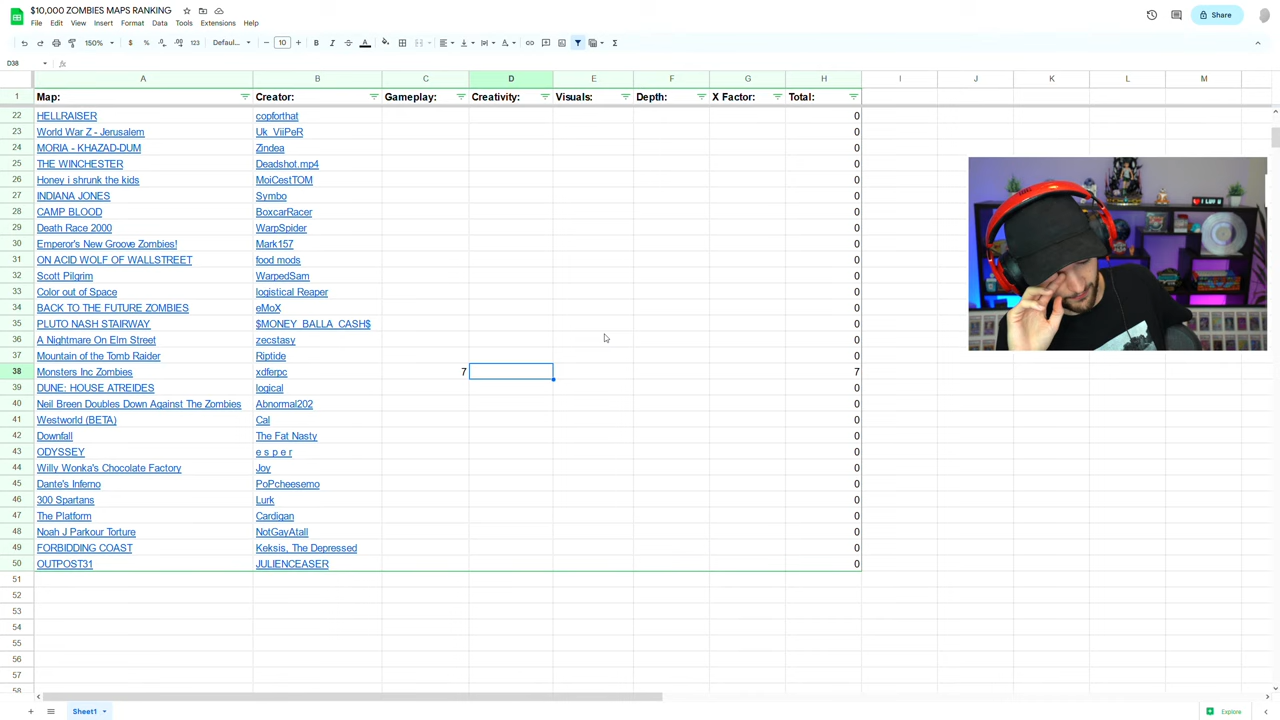 $10,000 ZOMBIES MAPS RANKING
File Edit View Insert Format Data Tools Extensions Help
Share
150% $ % .0 .00 123 Defaul... 10 B I A
D38 fx
A B C D E F G H I J K L M
1 Map: Creator: Gameplay: Creativity: Visuals: Depth: X Factor: Total:
22 HELLRAISER copforthat 0
23 World War Z - Jerusalem Uk_ViiPeR 0
24 MORIA - KHAZAD-DUM Zindea 0
25 THE WINCHESTER Deadshot.mp4 0
26 Honey i shrunk the kids MoiCestTOM 0
27 INDIANA JONES Symbo 0
28 CAMP BLOOD BoxcarRacer 0
29 Death Race 2000 WarpSpider 0
30 Emperor's New Groove Zombies! Mark157 0
31 ON ACID WOLF OF WALLSTREET food mods 0
32 Scott Pilgrim WarpedSam 0
33 Color out of Space logistical Reaper 0
34 BACK TO THE FUTURE ZOMBIES eMoX 0
35 PLUTO NASH STAIRWAY $MONEY_BALLA_CASH$ 0
36 A Nightmare On Elm Street zecstasy 0
37 Mountain of the Tomb Raider Riptide 0
38 Monsters Inc Zombies xdferpc 7 7
39 DUNE: HOUSE ATREIDES logical 0
40 Neil Breen Doubles Down Against The Zombies Abnormal202 0
41 Westworld (BETA) Cal 0
42 Downfall The Fat Nasty 0
43 ODYSSEY e s p e r 0
44 Willy Wonka's Chocolate Factory Joy 0
45 Dante's Inferno PoPcheesemo 0
46 300 Spartans Lurk 0
47 The Platform Cardigan 0
48 Noah J Parkour Torture NotGayAtall 0
49 FORBIDDING COAST Keksis, The Depressed 0
50 OUTPOST31 JULIENCEASER 0
51
52
53
54
55
56
57
58
Sheet1
Explore